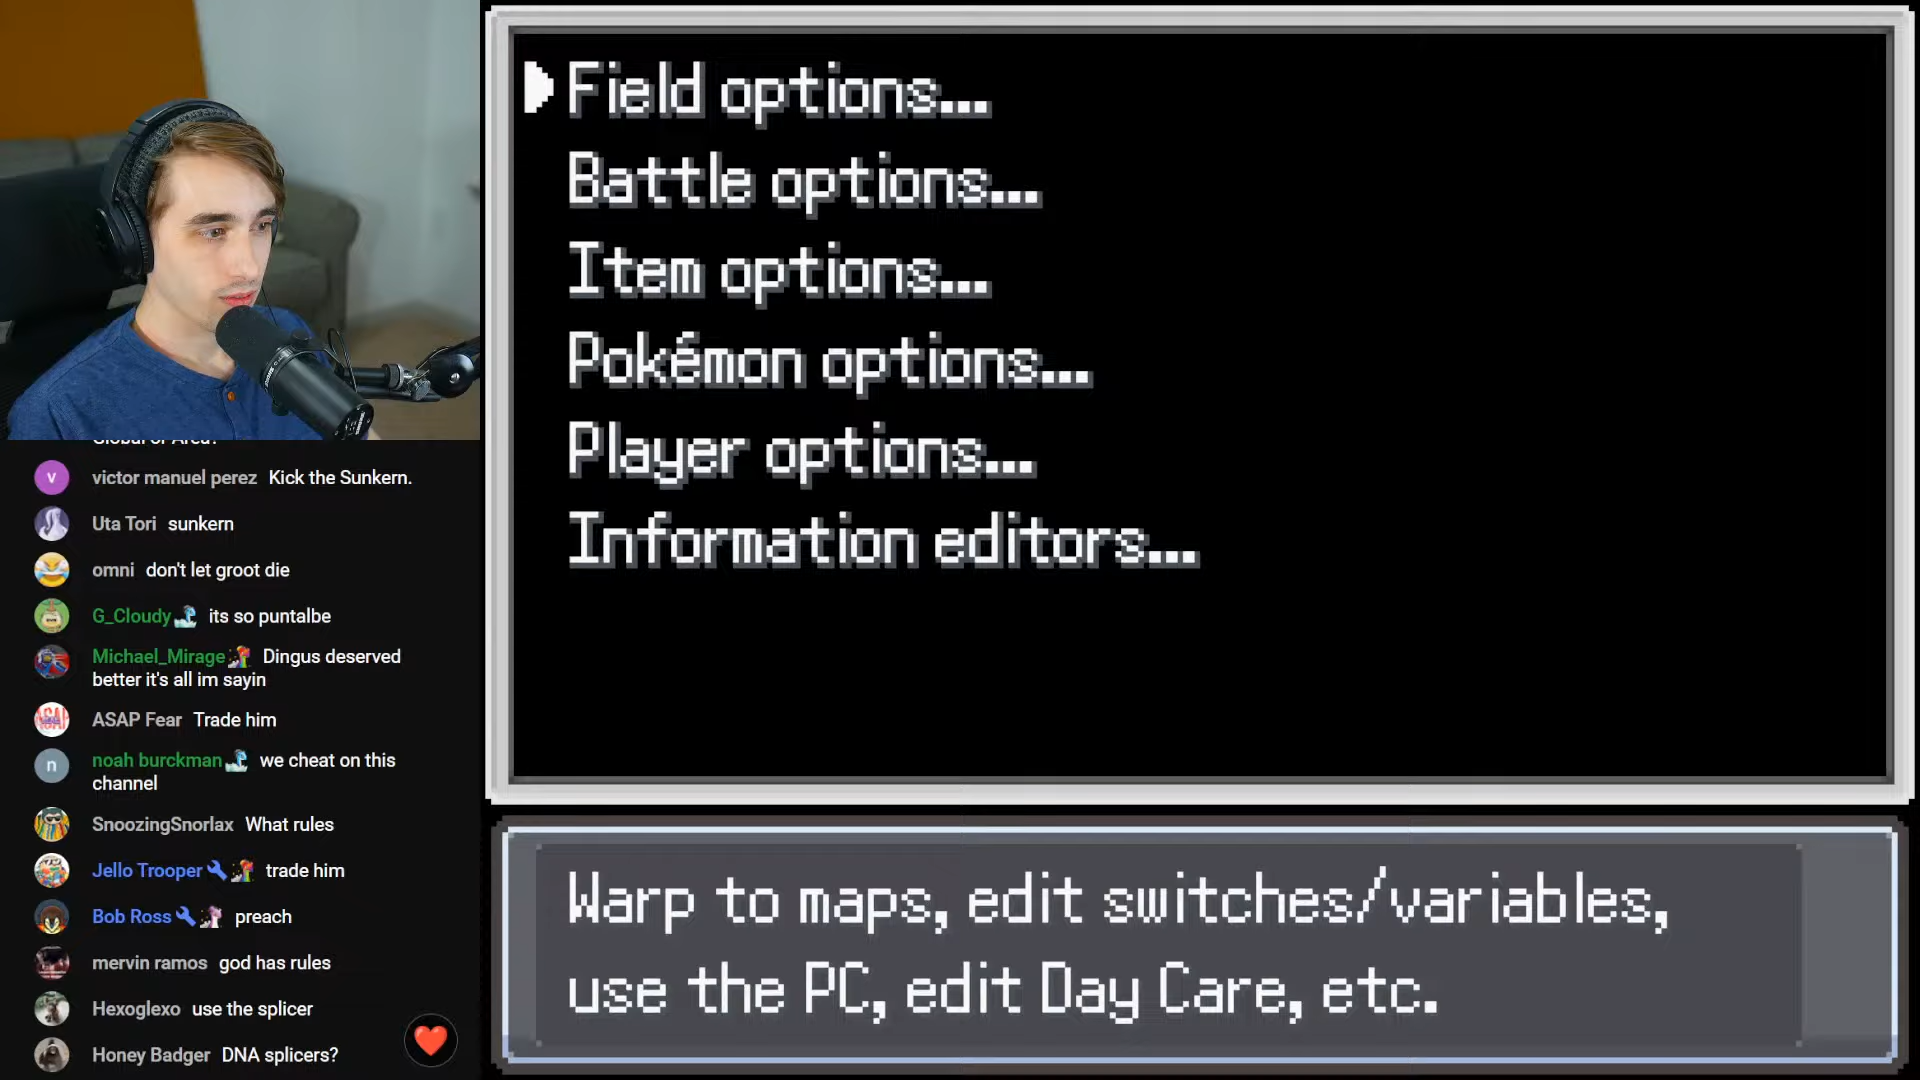 Field options...
Battle options...
Item options...
Pokémon options...
Player options...
Information editors...
Warp to maps, edit switches/variables,
use the PC, edit Day Care, etc.
victor manuel perez Kick the Sunkern.
Uta Tori sunkern
omni don't let groot die
G_Cloudy its so puntalbe
Michael_Mirage Dingus deserved
better it's all im sayin
ASAP Fear Trade him
noah burckman we cheat on this
channel
SnoozingSnorlax What rules
Jello Trooper trade him
Bob Ross preach
mervin ramos god has rules
Hexoglexo use the splicer
Honey Badger DNA splicers?